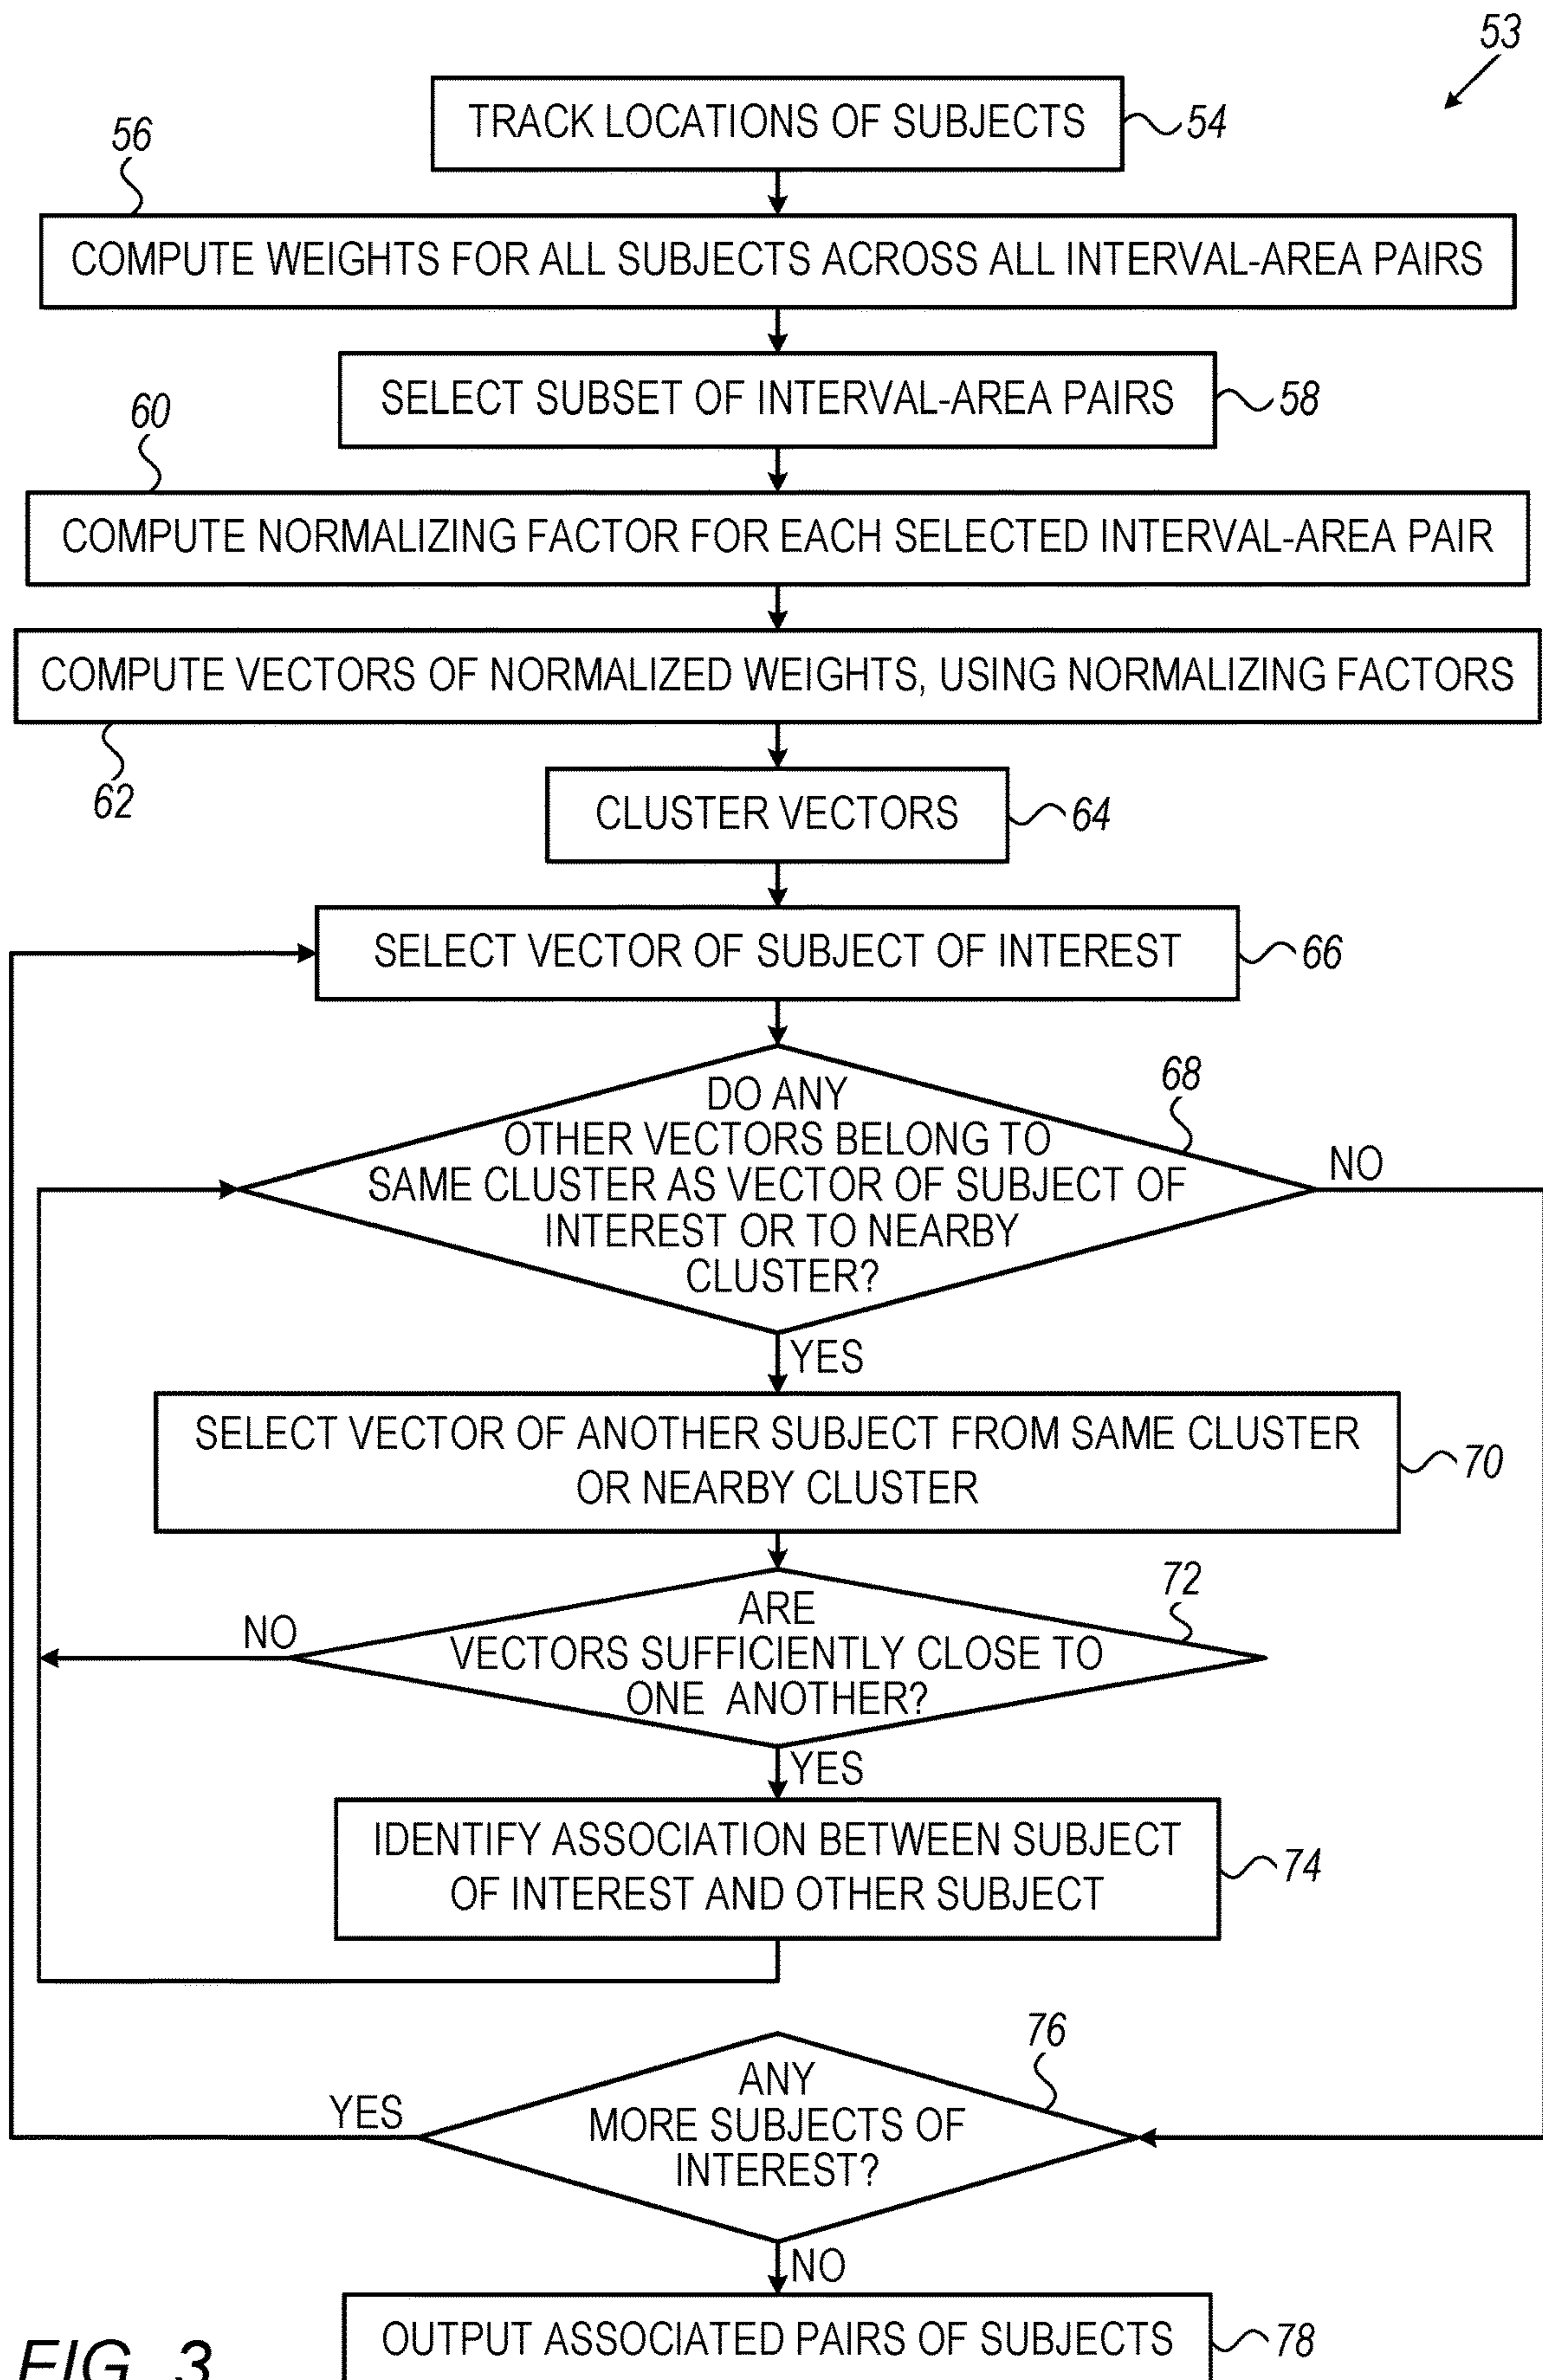 53
TRACK LOCATIONS OF SUBJECTS
54
56
COMPUTE WEIGHTS FOR ALL SUBJECTS ACROSS ALL INTERVAL-AREA PAIRS
SELECT SUBSET OF INTERVAL-AREA PAIRS
58
60
COMPUTE NORMALIZING FACTOR FOR EACH SELECTED INTERVAL-AREA PAIR
COMPUTE VECTORS OF NORMALIZED WEIGHTS, USING NORMALIZING FACTORS
62
CLUSTER VECTORS
64
SELECT VECTOR OF SUBJECT OF INTEREST
66
68
DO ANY
OTHER VECTORS BELONG TO
SAME CLUSTER AS VECTOR OF SUBJECT OF
INTEREST OR TO NEARBY
CLUSTER?
NO
YES
SELECT VECTOR OF ANOTHER SUBJECT FROM SAME CLUSTER
OR NEARBY CLUSTER
70
72
ARE
VECTORS SUFFICIENTLY CLOSE TO
ONE ANOTHER?
NO
YES
IDENTIFY ASSOCIATION BETWEEN SUBJECT
OF INTEREST AND OTHER SUBJECT
74
76
ANY
MORE SUBJECTS OF
INTEREST?
YES
NO
OUTPUT ASSOCIATED PAIRS OF SUBJECTS
78
FIG. 3